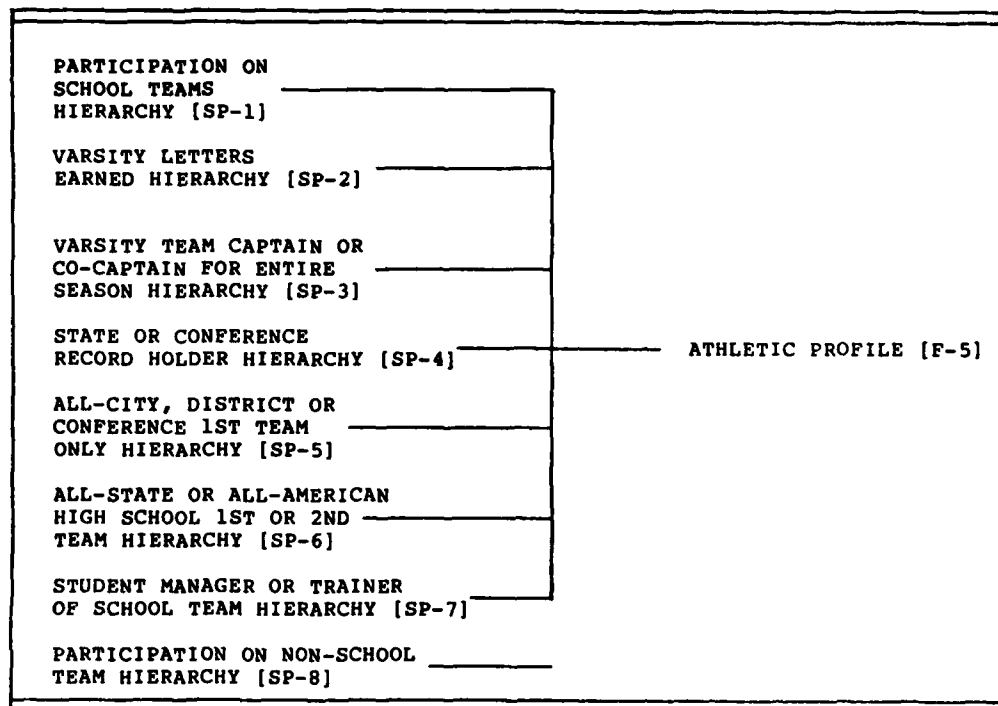 PARTICIPATION ON
SCHOOL TEAMS
HIERARCHY [SP-1]
VARSITY LETTERS
EARNED HIERARCHY [SP-2]
VARSITY TEAM CAPTAIN OR
CO-CAPTAIN FOR ENTIRE
SEASON HIERARCHY [SP-3]
STATE OR CONFERENCE
RECORD HOLDER HIERARCHY [SP-4]
ATHLETIC PROFILE [F-5]
ALL-CITY, DISTRICT OR
CONFERENCE 1ST TEAM
ONLY HIERARCHY [SP-5]
ALL-STATE OR ALL-AMERICAN
HIGH SCHOOL 1ST OR 2ND
TEAM HIERARCHY [SP-6]
STUDENT MANAGER OR TRAINER
OF SCHOOL TEAM HIERARCHY [SP-7]
PARTICIPATION ON NON-SCHOOL
TEAM HIERARCHY [SP-8]